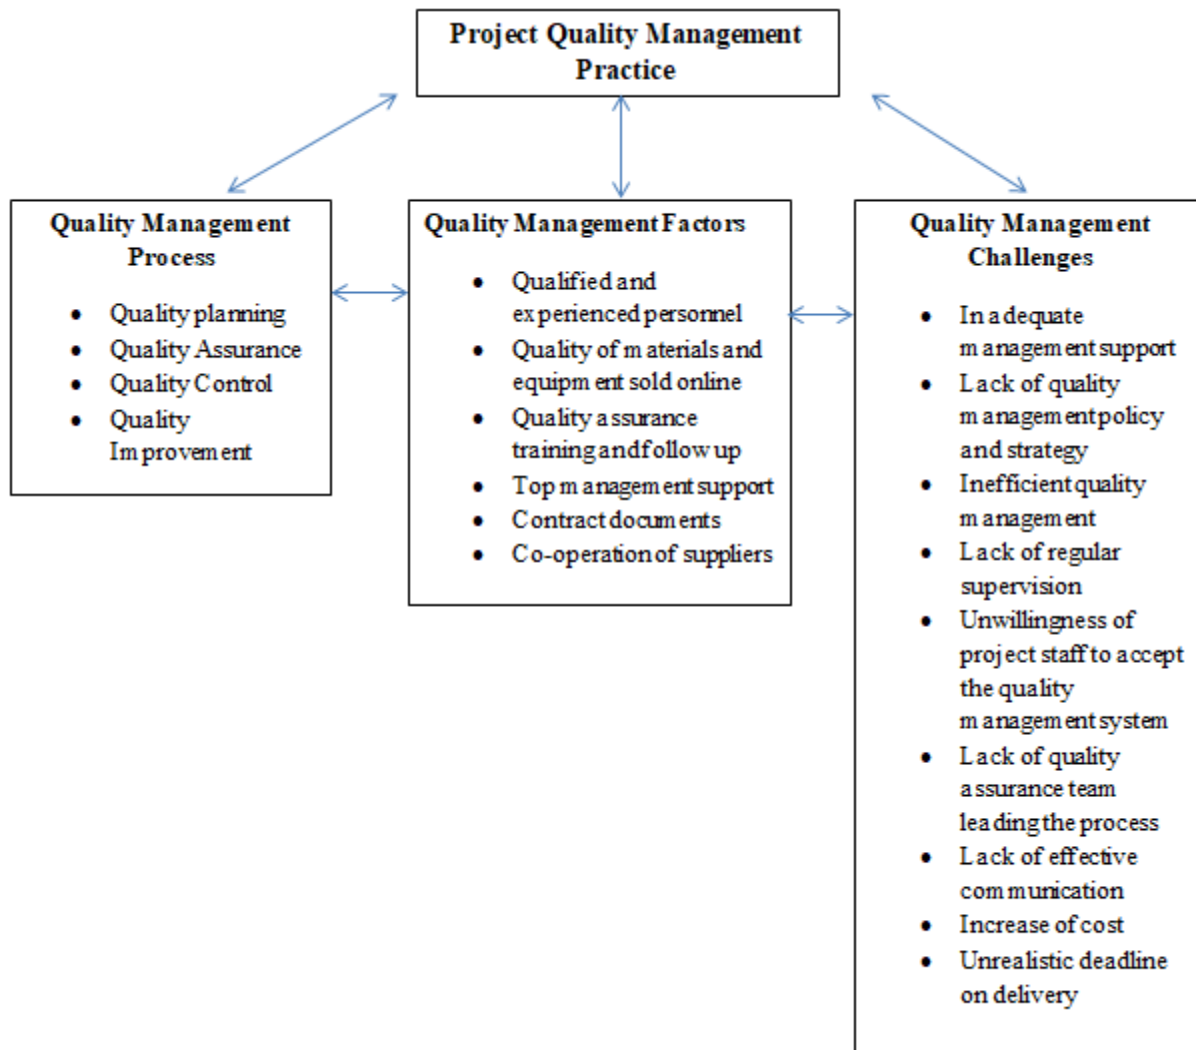 Project Quality Management
Practice
Quality Management
Process
• Quality planning
• Quality Assurance
• Quality Control
• Quality
Improvement
Quality Management Factors
• Qualified and
experienced personnel
• Quality of materials and
equipment sold online
• Quality assurance
training and follow up
• Top management support
• Contract documents
• Co-operation of suppliers
Quality Management
Challenges
• Inadequate
management support
• Lack of quality
management policy
and strategy
• Inefficient quality
management
• Lack of regular
supervision
• Unwillingness of
project staff to accept
the quality
management system
• Lack of quality
assurance team
leading the process
• Lack of effective
communication
• Increase of cost
• Unrealistic deadline
on delivery